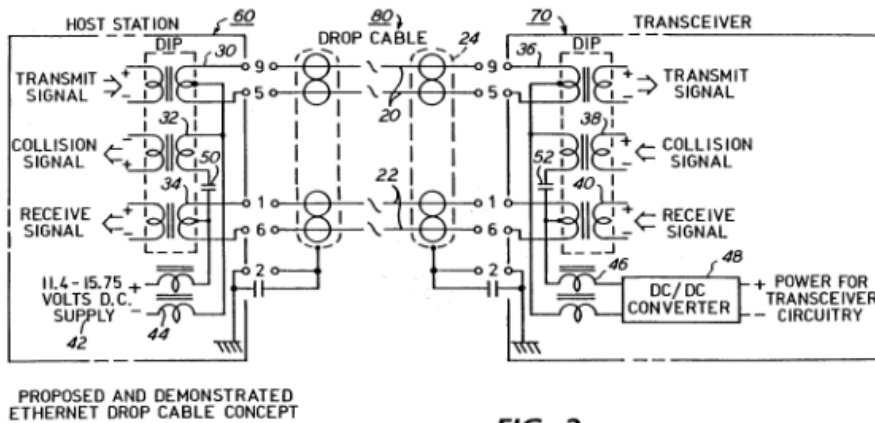 HOST STATION 60 80 70 TRANSCEIVER
DIP DROP CABLE DIP
30 24 36
TRANSMIT SIGNAL + − 9 9 + − TRANSMIT SIGNAL
5 20 5
32 38
COLLISION SIGNAL − + 50 52 + − COLLISION SIGNAL
34 22 40
RECEIVE SIGNAL + − 1 1 + − RECEIVE SIGNAL
6 6
2 2
46 48
11.4-15.75
VOLTS D.C.
SUPPLY
+ −
42 44
DC/DC
CONVERTER
+ −
POWER FOR
TRANSCEIVER
CIRCUITRY
PROPOSED AND DEMONSTRATED
ETHERNET DROP CABLE CONCEPT